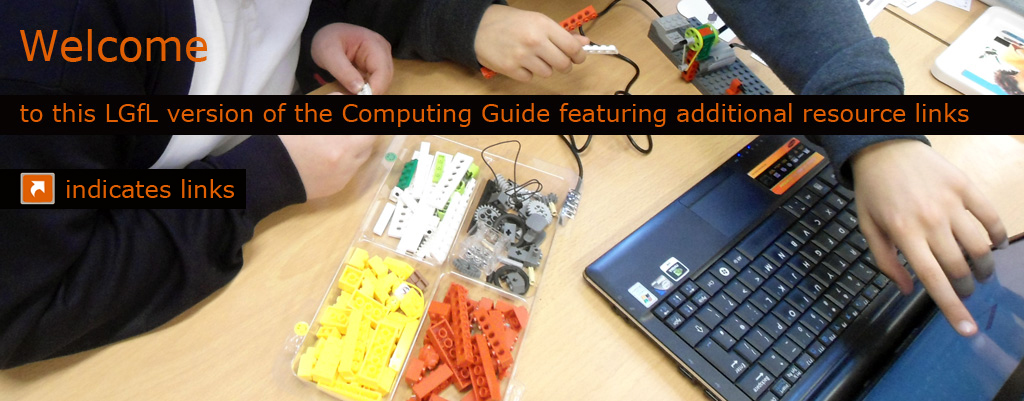 Welcome
to this LGfL version of the Computing Guide featuring additional resource links
indicates links